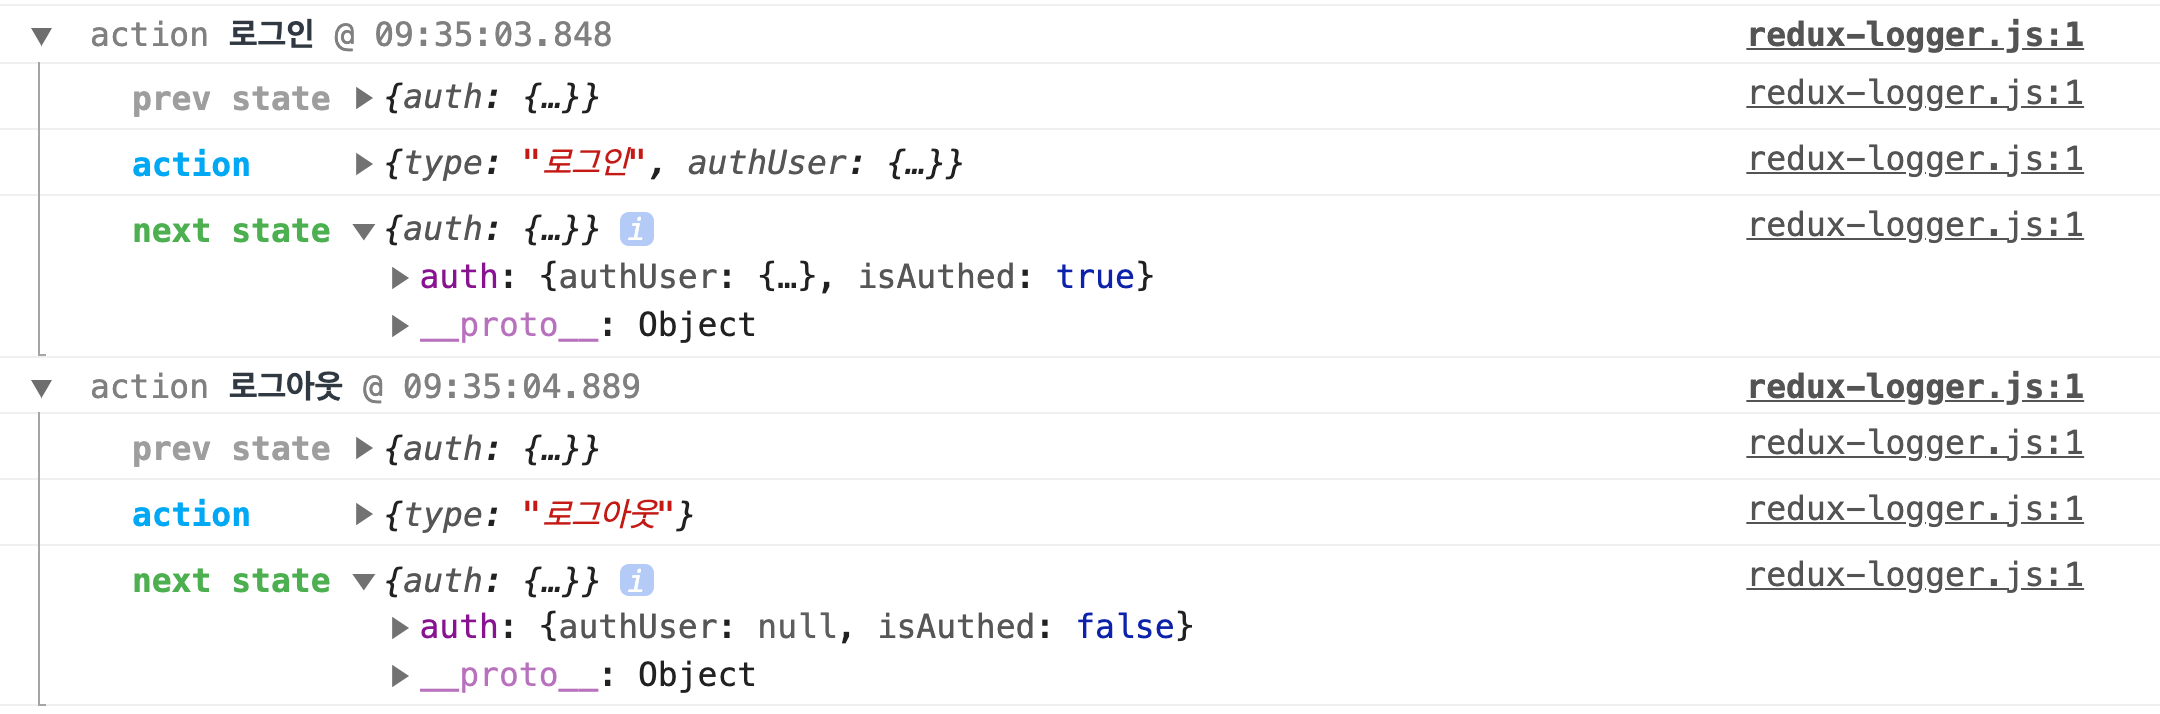 ▼ action 로그인 @ 09:35:03.848 redux-logger.js:1
prev state ▶{auth: {…}} redux-logger.js:1
action ▶{type: "로그인", authUser: {…}} redux-logger.js:1
next state ▼{auth: {…}} i redux-logger.js:1
▶auth: {authUser: {…}, isAuthed: true}
▶__proto__: Object
▼ action 로그아웃 @ 09:35:04.889 redux-logger.js:1
prev state ▶{auth: {…}} redux-logger.js:1
action ▶{type: "로그아웃"} redux-logger.js:1
next state ▼{auth: {…}} i redux-logger.js:1
▶auth: {authUser: null, isAuthed: false}
▶__proto__: Object